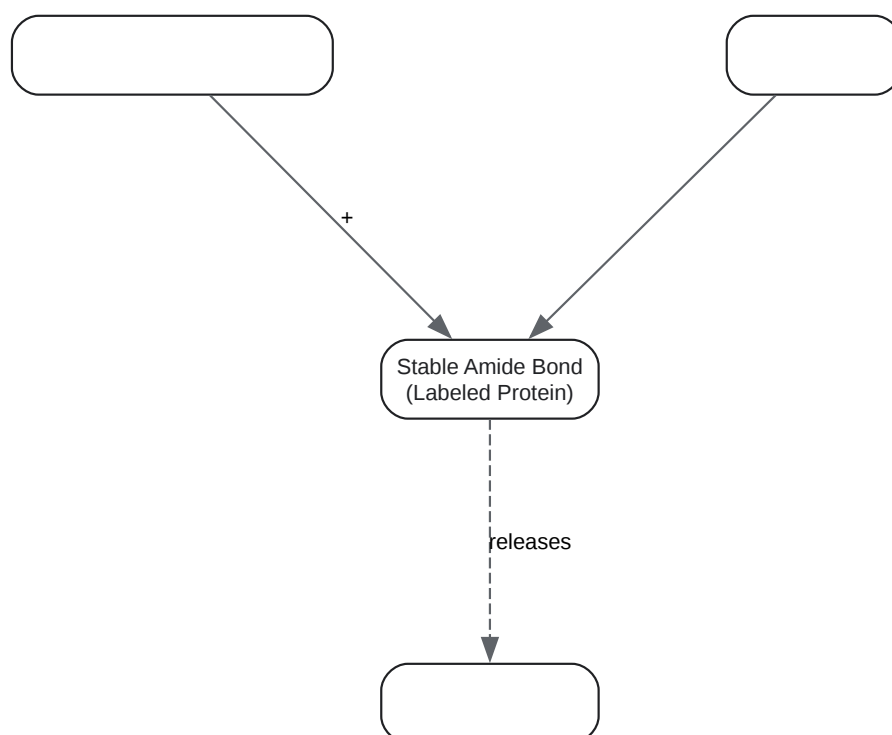 +
Stable Amide Bond
(Labeled Protein)
releases